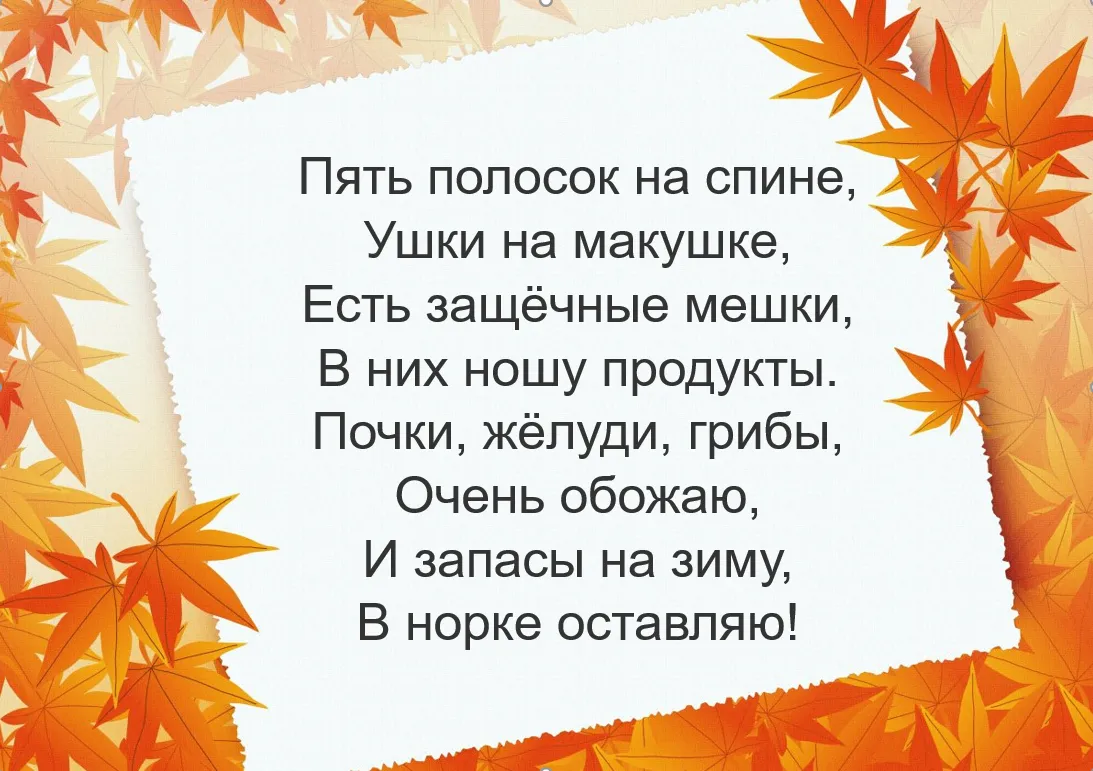 Пять полосок на спине,
Ушки на макушке,
Есть защёчные мешки,
В них ношу продукты.
Почки, жёлуди, грибы,
Очень обожаю,
И запасы на зиму,
В норке оставляю!